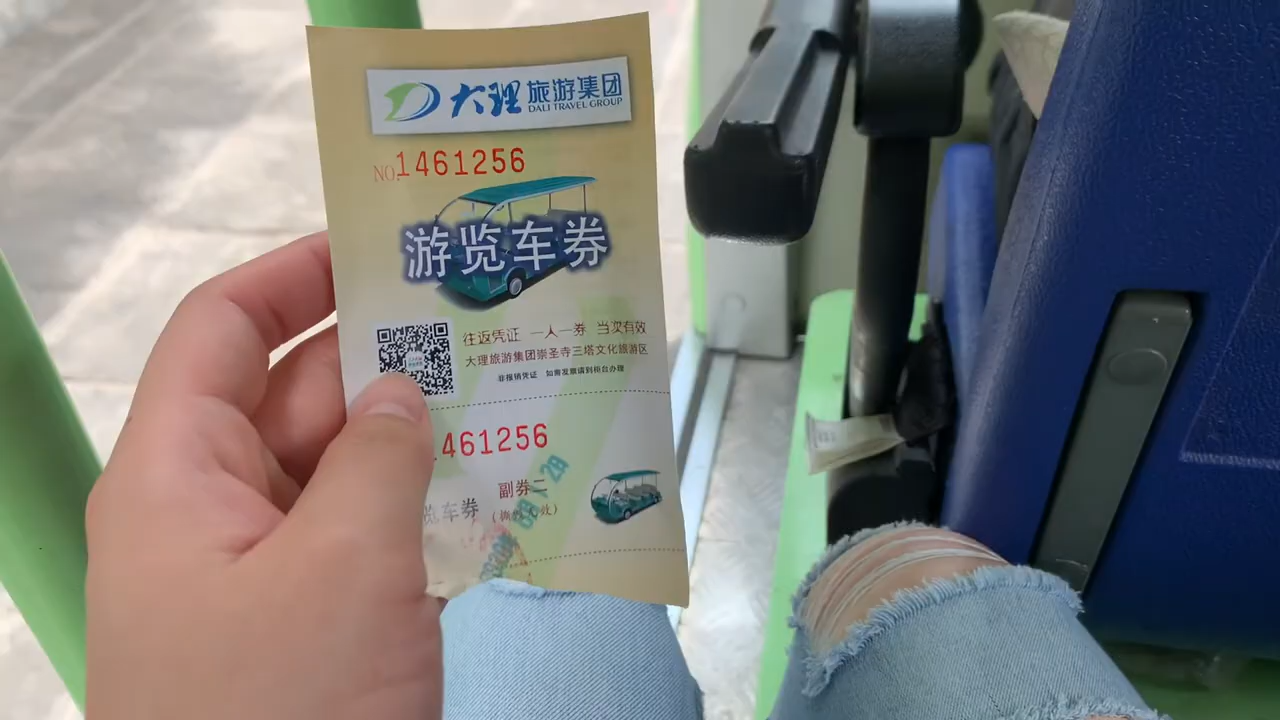 大理 旅游集团
DALI TRAVEL GROUP
NO.1461256
游览车券
往返凭证 一人一券 当次有效
大理旅游集团崇圣寺三塔文化旅游区
非报销凭证 如需发票请到柜台办理
461256
副券二
览车券